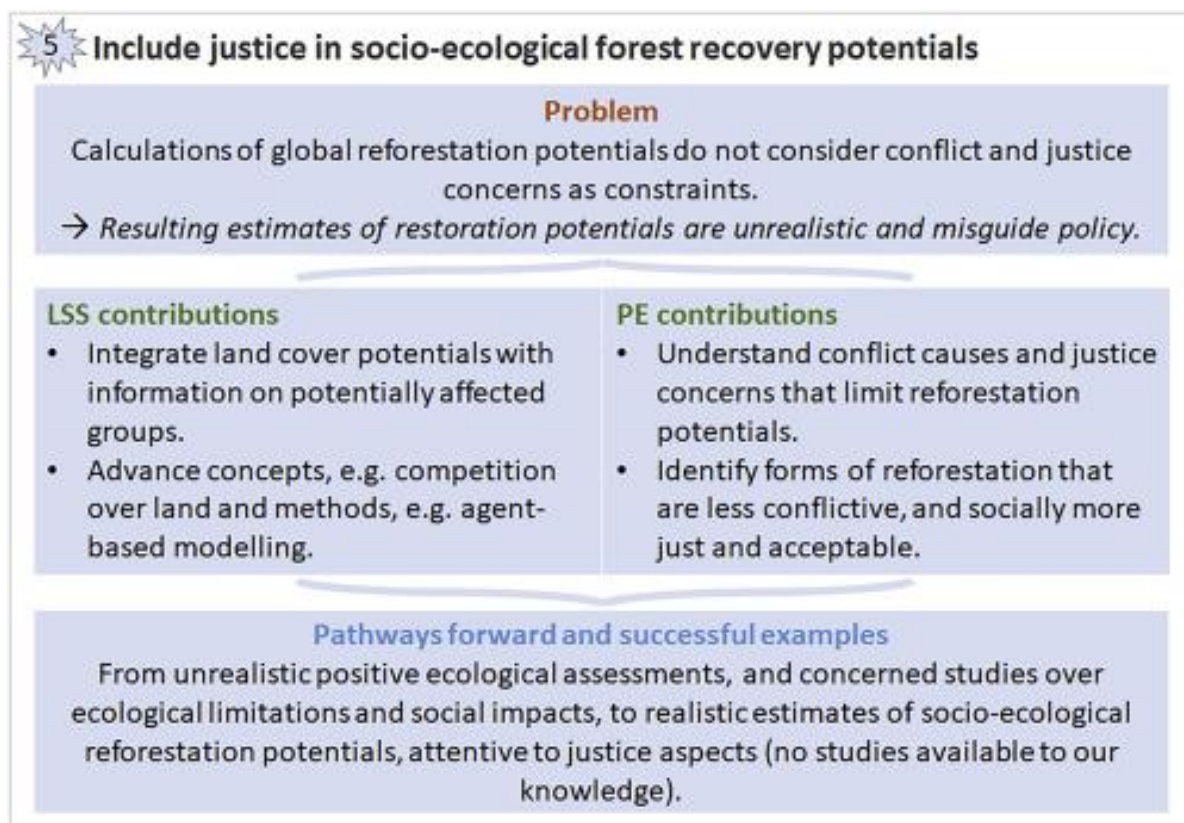 5 Include justice in socio-ecological forest recovery potentials
Problem
Calculations of global reforestation potentials do not consider conflict and justice
concerns as constraints.
→ Resulting estimates of restoration potentials are unrealistic and misguide policy.
LSS contributions
• Integrate land cover potentials with
information on potentially affected
groups.
• Advance concepts, e.g. competition
over land and methods, e.g. agent-
based modelling.
PE contributions
• Understand conflict causes and justice
concerns that limit reforestation
potentials.
• Identify forms of reforestation that
are less conflictive, and socially more
just and acceptable.
Pathways forward and successful examples
From unrealistic positive ecological assessments, and concerned studies over
ecological limitations and social impacts, to realistic estimates of socio-ecological
reforestation potentials, attentive to justice aspects (no studies available to our
knowledge).